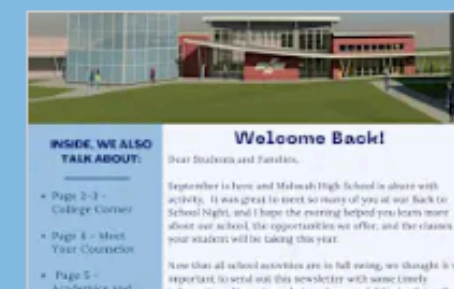 INSIDE, WE ALSO
TALK ABOUT:
Page 2-3 -
College Corner
Page 4 - Meet
Your Counselor
Page 5 -
Academics and
Welcome Back!
Dear Students and Families,
September is here and Mahwah High School is abuzz with
activity. It was great to meet so many of you at our Back to
School Night, and I hope the evening helped you learn more
about our school, the opportunities we offer, and the classes
your student will be taking this year.
Now that all school activities are in full swing, we thought it
important to send out this newsletter with some timely